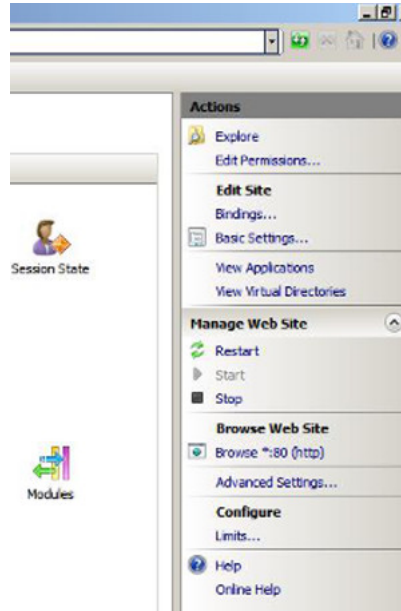 Actions
Explore
Edit Permissions...
Edit Site
Bindings...
Basic Settings...
View Applications
View Virtual Directories
Manage Web Site
Restart
Start
Stop
Browse Web Site
Browse *:80 (http)
Advanced Settings...
Configure
Limits...
Help
Online Help
Session State
Modules